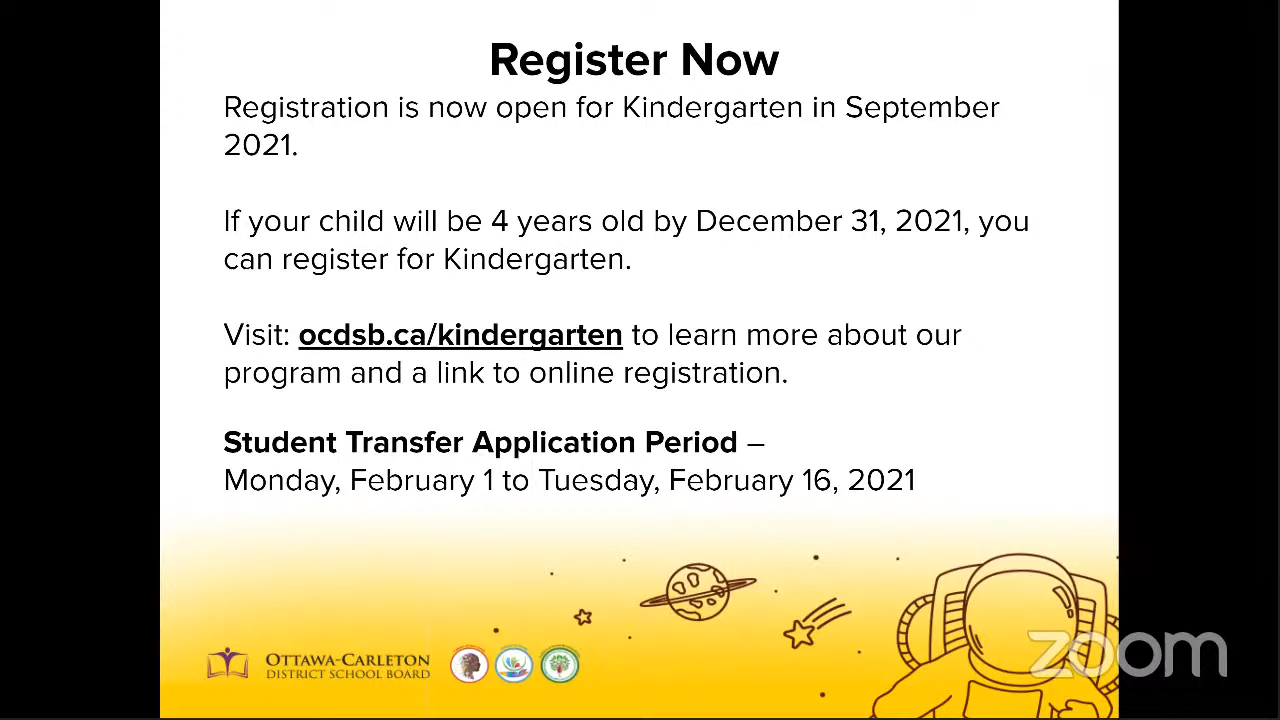 Register Now
Registration is now open for Kindergarten in September
2021.
If your child will be 4 years old by December 31, 2021, you
can register for Kindergarten.
Visit: ocdsb.ca/kindergarten to learn more about our
program and a link to online registration.
Student Transfer Application Period –
Monday, February 1 to Tuesday, February 16, 2021
OTTAWA-CARLETON
DISTRICT SCHOOL BOARD
zoom